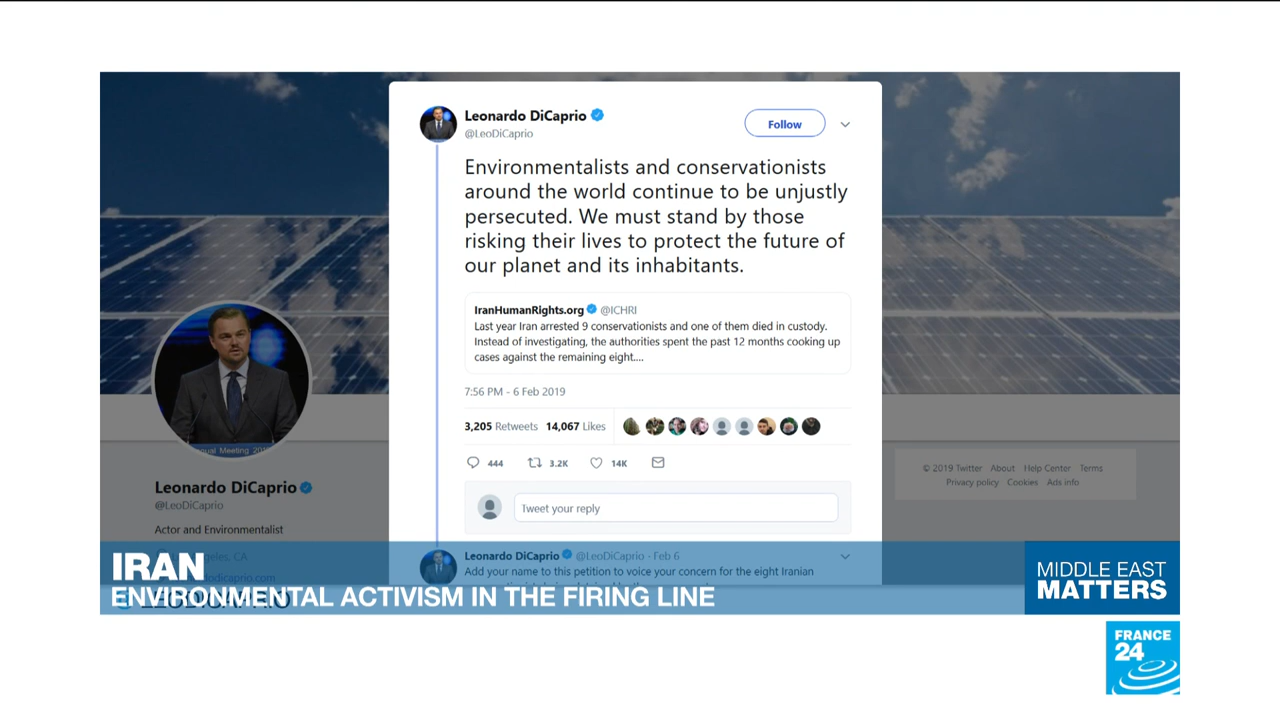 Leonardo DiCaprio
@LeoDiCaprio
Follow
Environmentalists and conservationists
around the world continue to be unjustly
persecuted. We must stand by those
risking their lives to protect the future of
our planet and its inhabitants.
IranHumanRights.org @ICHRI
Last year Iran arrested 9 conservationists and one of them died in custody.
Instead of investigating, the authorities spent the past 12 months cooking up
cases against the remaining eight....
7:56 PM - 6 Feb 2019
3,205 Retweets 14,067 Likes
444 3.2K 14K
Tweet your reply
Leonardo DiCaprio @LeoDiCaprio - Feb 6
Add your name to this petition to voice your concern for the eight Iranian
Leonardo DiCaprio
@LeoDiCaprio
Actor and Environmentalist
© 2019 Twitter About Help Center Terms
Privacy policy Cookies Ads info
IRAN
ENVIRONMENTAL ACTIVISM IN THE FIRING LINE
MIDDLE EAST
MATTERS
FRANCE
24